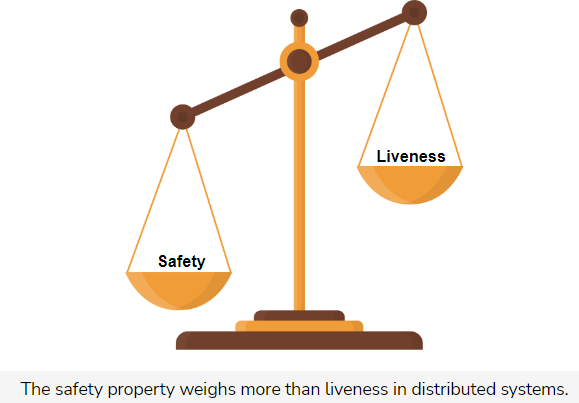 Liveness
Safety
The safety property weighs more than liveness in distributed systems.